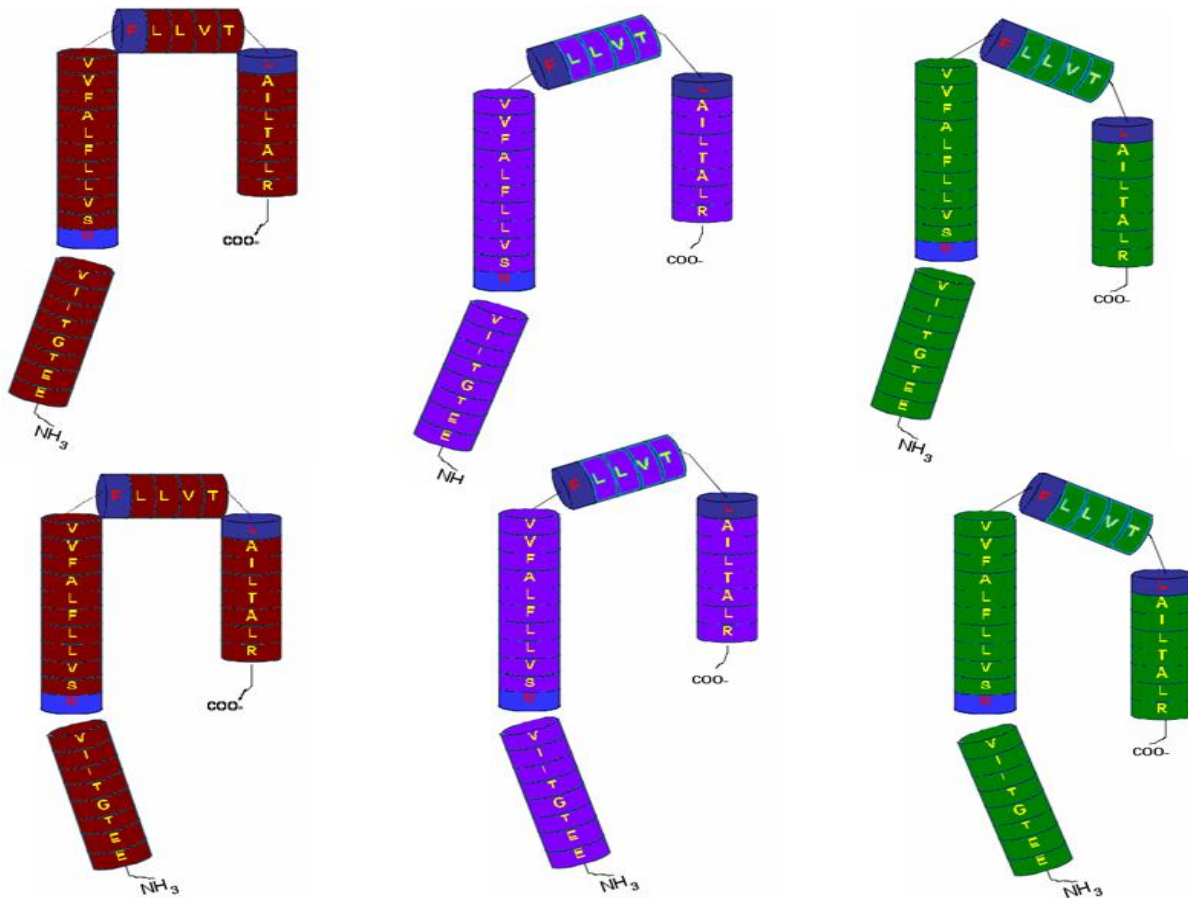 F L L V T
V V F A L F L L V S
L A I L T A L R
COO-
V I I T G T E E
NH3
F L L V T
V V F A L F L L V S
L A I L T A L R
COO-
V I I T G T E E
NH
F L L V T
V V F A L F L L V S
L A I L T A L R
COO-
V I I T G T E E
NH3
F L L V T
V V F A L F L L V S
L A I L T A L R
COO-
V I I T G T E E
NH3
F L L V T
V V F A L F L L V S
L A I L T A L R
COO-
V I I T G T E E
NH3
F L L V T
V V F A L F L L V S
L A I L T A L R
COO-
V I I T G T E E
NH3